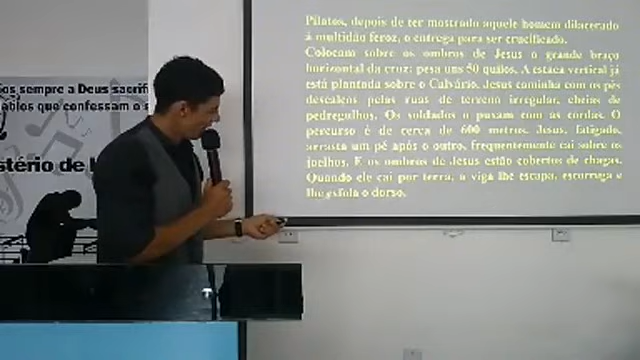 os sempre a Deus sacrifí
ábios que confessam o s
stério de
Pilatos, depois de ter mostrado aquele homem dilacerado
à multidão feroz, o entrega para ser crucificado.
Colocam sobre os ombros de Jesus o grande braço
horizontal da cruz; pesa uns 50 quilos. A estaca vertical já
está plantada sobre o Calvário. Jesus caminha com os pés
descalços pelas ruas de terreno irregular, cheias de
pedregulhos. Os soldados o puxam com as cordas. O
percurso é de cerca de 600 metros. Jesus, fatigado,
arrasta um pé após o outro, frequentemente cai sobre os
joelhos. E os ombros de Jesus estão cobertos de chagas.
Quando ele cai por terra, a viga lhe escapa, escorrega e
lhe esfola o dorso.